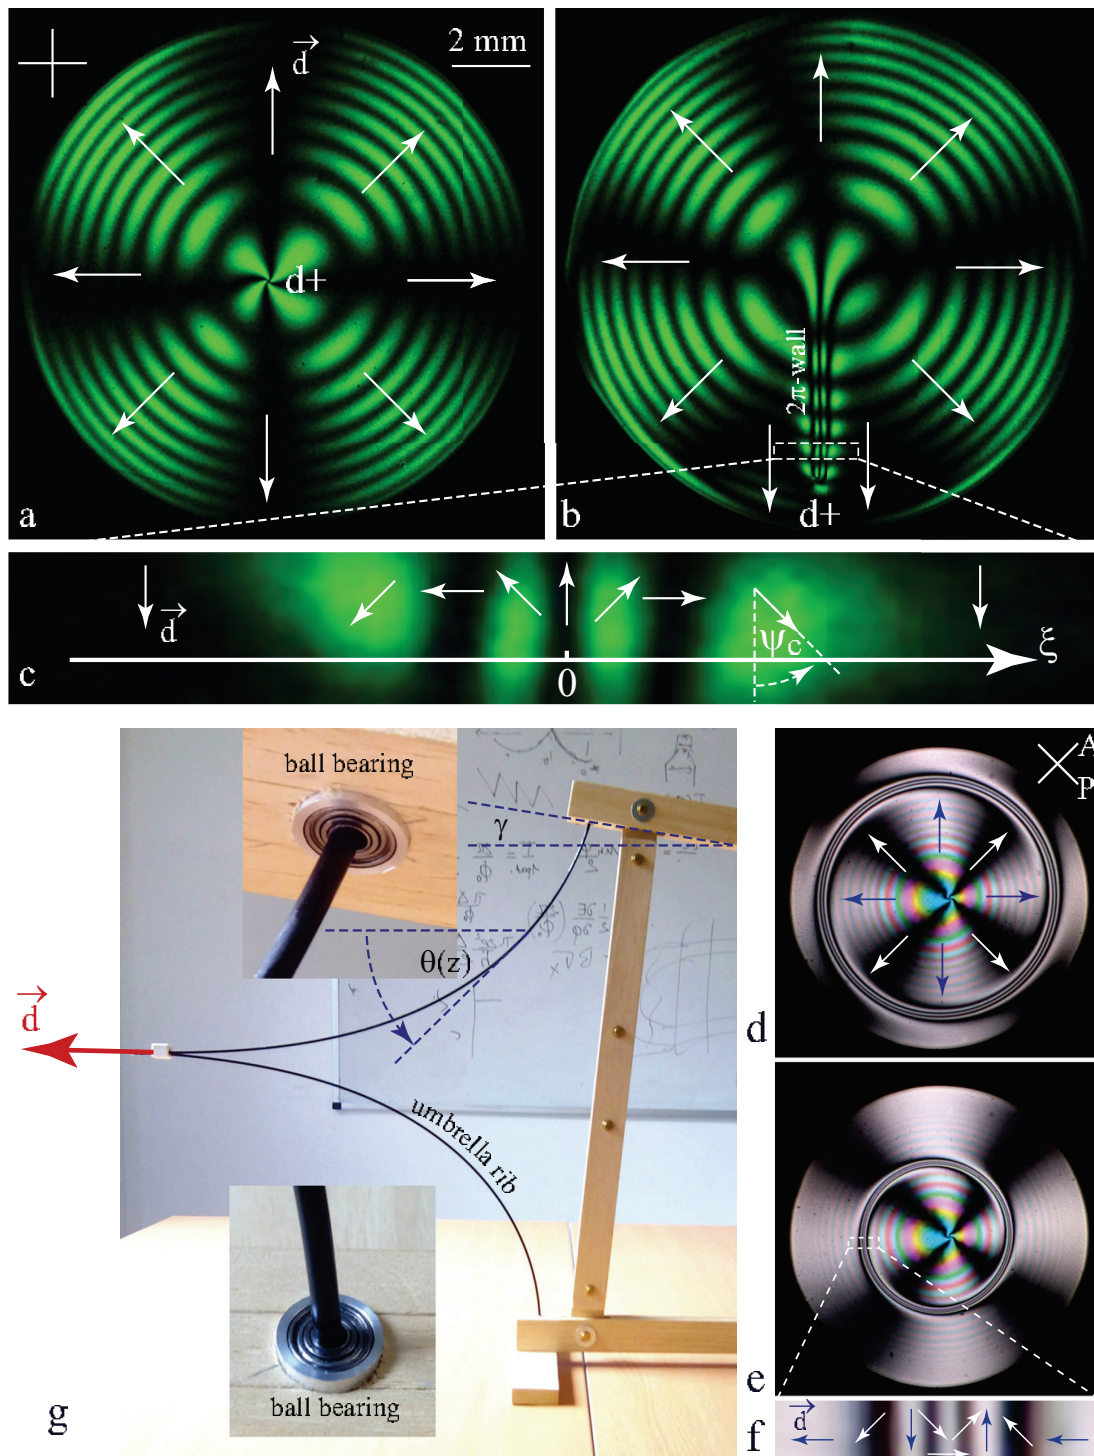 d
2 mm
d+
a
2π-wall
d+
b
d
ψc
ξ
0
c
ball bearing
γ
θ(z)
d
umbrella rib
ball bearing
g
A
P
d
e
d
f